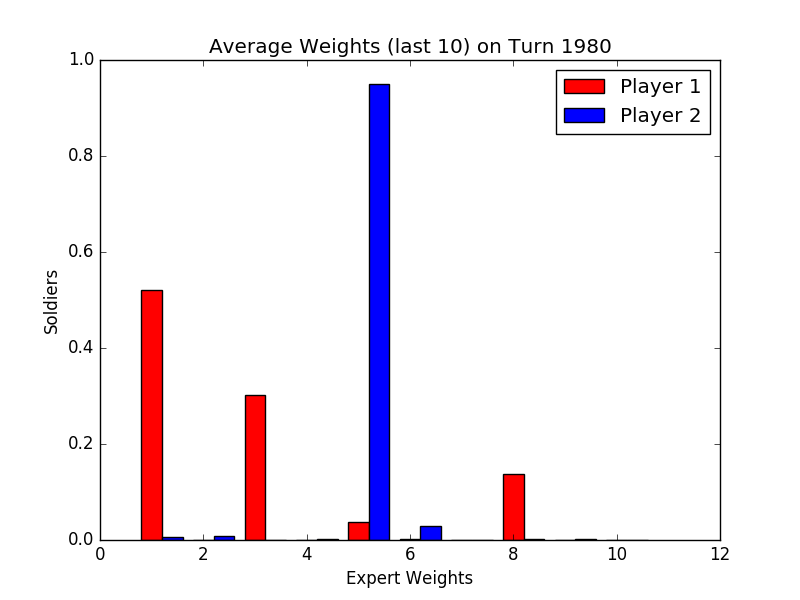 Average Weights (last 10) on Turn 1980
1.0
Player 1
Player 2
0.8
0.6
Soldiers
0.4
0.2
0.0
0 2 4 6 8 10 12
Expert Weights